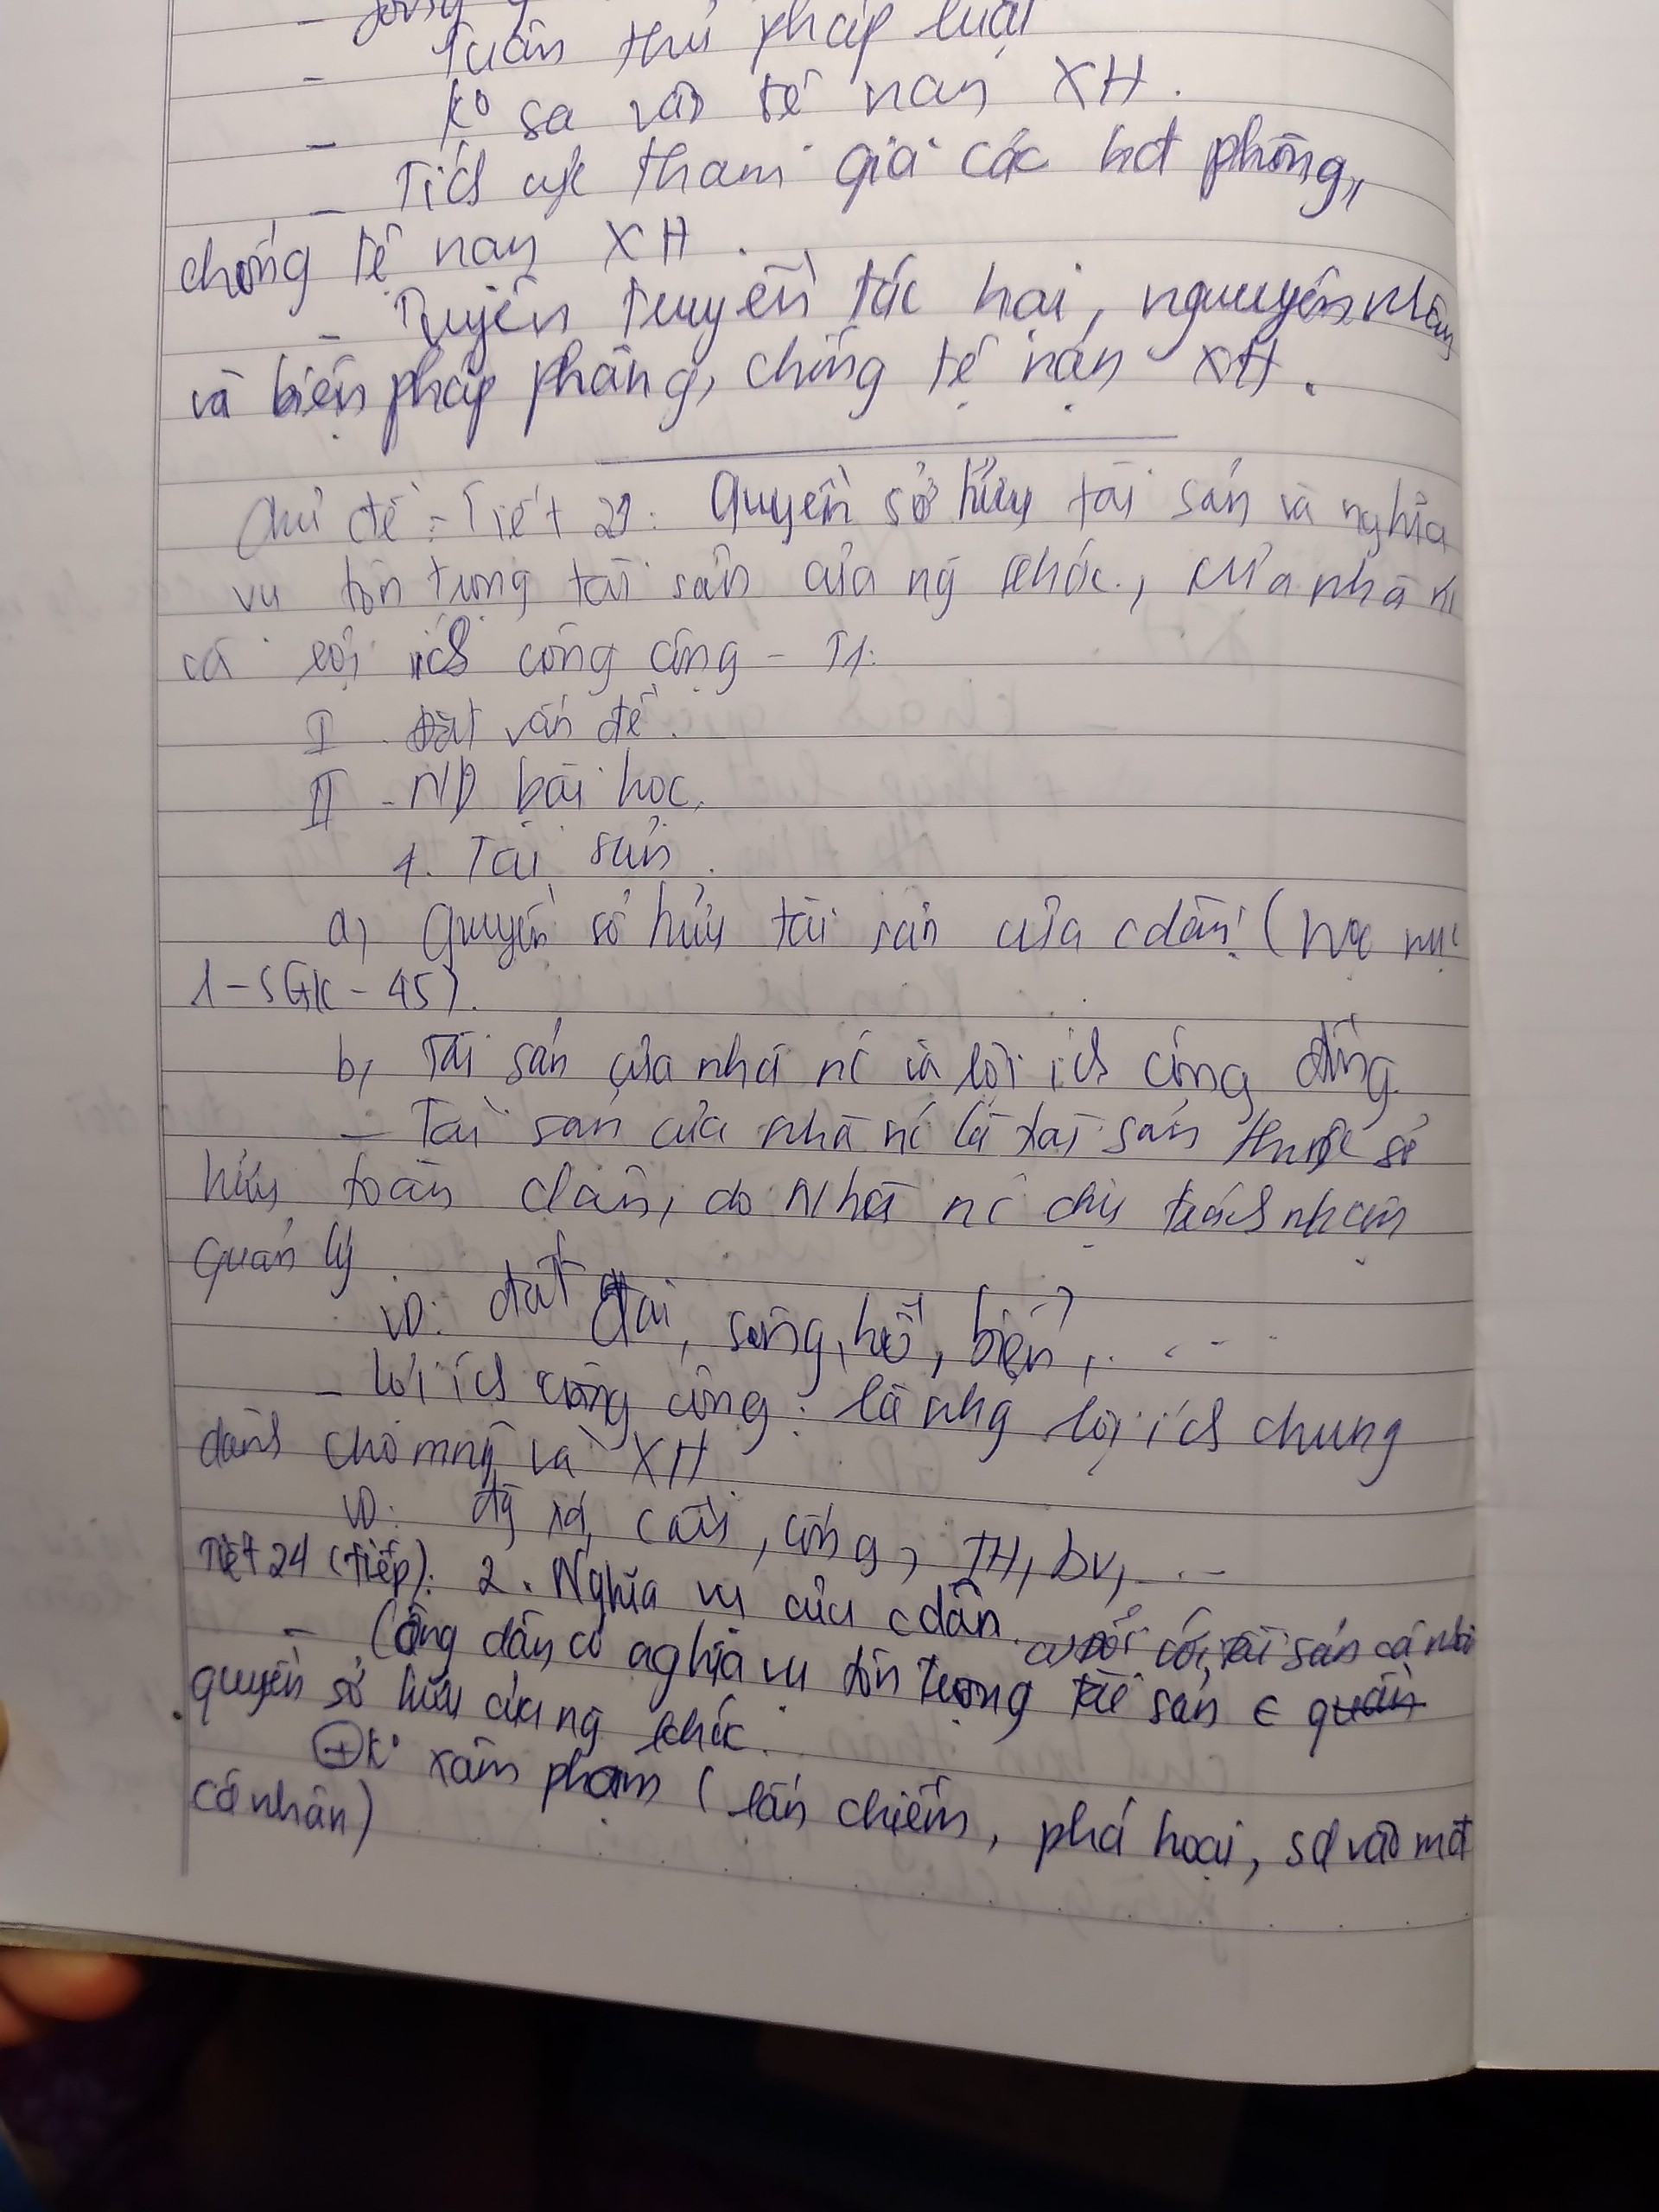 - Tuân thủ pháp luật
- Ko sa vào tệ nạn XH.
- Tích cực tham gia các hđ phòng,
chống tệ nạn XH.
- Tuyên truyền tác hại, nguyên nhân
và biện pháp phòng, chống tệ nạn XH.
Chủ đề: Tiết 21: Quyền sở hữu tài sản và nghĩa
vụ tôn trọng tài sản của ng khác, của nhà nc
và lợi ích công cộng - T1.
I Đặt vấn đề.
II - ND bài học.
1. Tài sản.
a) Quyền sở hữu tài sản của cdân! (Học mục
1-SGK-45).
b, Tài sản của nhà nc và lợi ích công cộng
- Tài sản của nhà nc là tài sản thuộc sở
hữu toàn dân, do Nhà nc chịu trách nhiệm
quản lý
VD: đất đai, sông, hồ, biển,...
- Lợi ích công cộng: là nhg lợi ích chung
dành cho mng và XH
VD: đg xá, cầu, cống, TH, bv,...
Tiết 24 (tiếp): 2. Nghĩa vụ của cdân.
a) Đối với tài sản cá nhân
- Công dân có nghĩa vụ tôn trọng tài sản ∈ quản
quyền sở hữu của ng khác.
⊕ Ko xâm phạm (lấn chiếm, phá hoại, sd vào mđ
cá nhân)